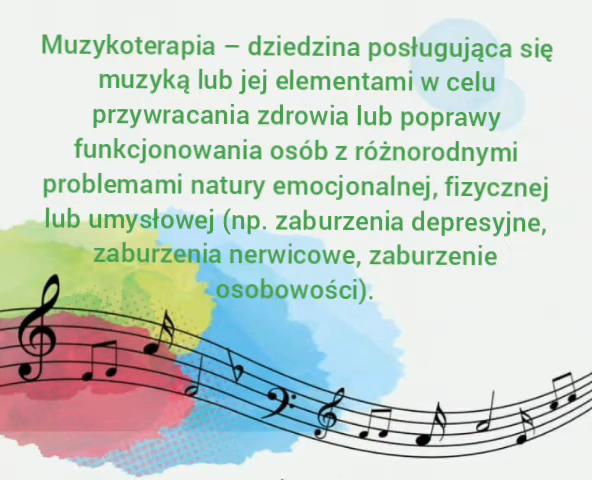 Muzykoterapia – dziedzina posługująca się
muzyką lub jej elementami w celu
przywracania zdrowia lub poprawy
funkcjonowania osób z różnorodnymi
problemami natury emocjonalnej, fizycznej
lub umysłowej (np. zaburzenia depresyjne,
zaburzenia nerwicowe, zaburzenie
osobowości).